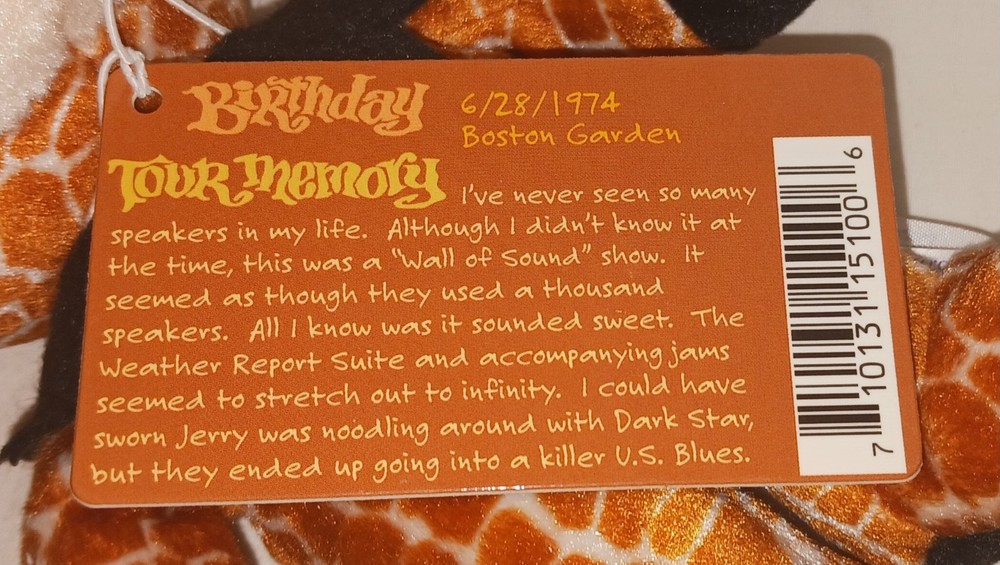 Birthday 6/28/1974
Boston Garden
Tour Memory I've never seen so many
speakers in my life. Although I didn't know it at
the time, this was a "Wall of Sound" show. It
seemed as though they used a thousand
speakers. All I know was it sounded sweet. The
Weather Report Suite and accompanying jams
seemed to stretch out to infinity. I could have
sworn Jerry was noodling around with Dark Star,
but they ended up going into a killer U.S. Blues.
7 10131 15100 6